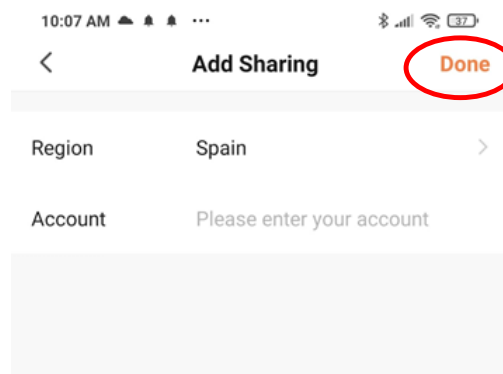 10:07 AM ... 37
Add Sharing Done
Region Spain
Account Please enter your account